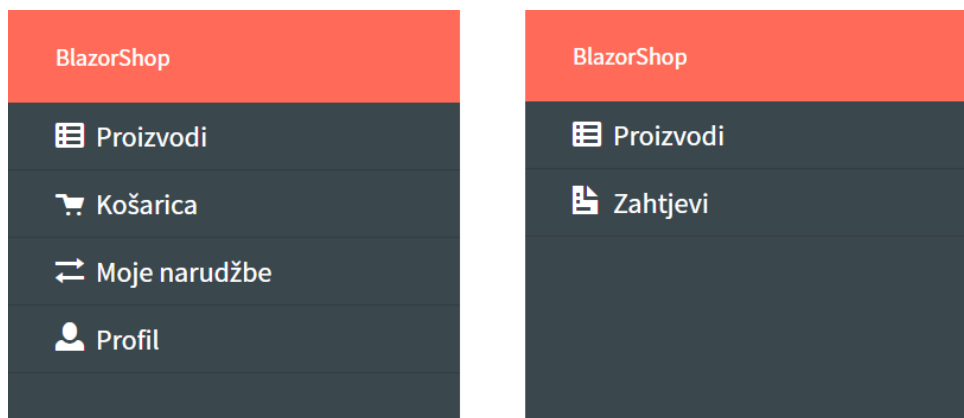 BlazorShop
Proizvodi
Košarica
Moje narudžbe
Profil
BlazorShop
Proizvodi
Zahtjevi